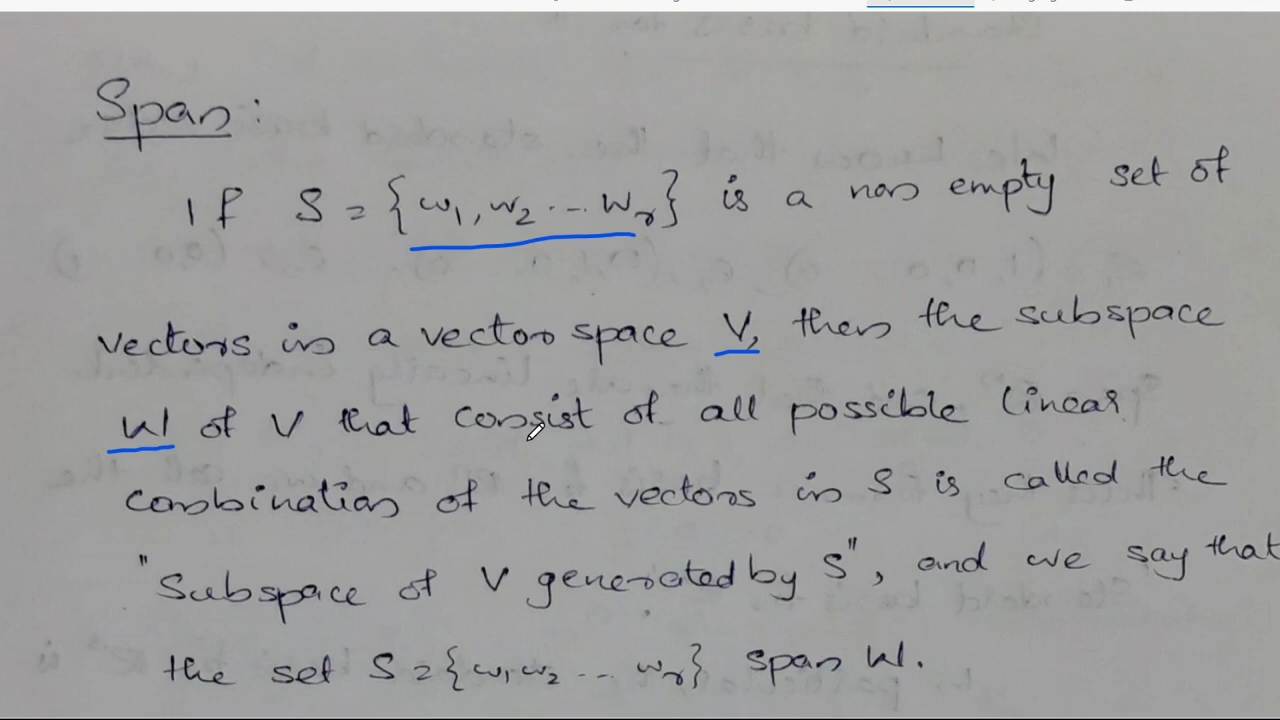 Span:
If S = {w₁, w₂ ... wᵣ} is a non empty set of
vectors in a vector space V, then the subspace
W of V that consist of all possible linear
combination of the vectors in S is called the
"Subspace of V generated by S", and we say that
the set S = {w₁ w₂ ... wᵣ} span W.